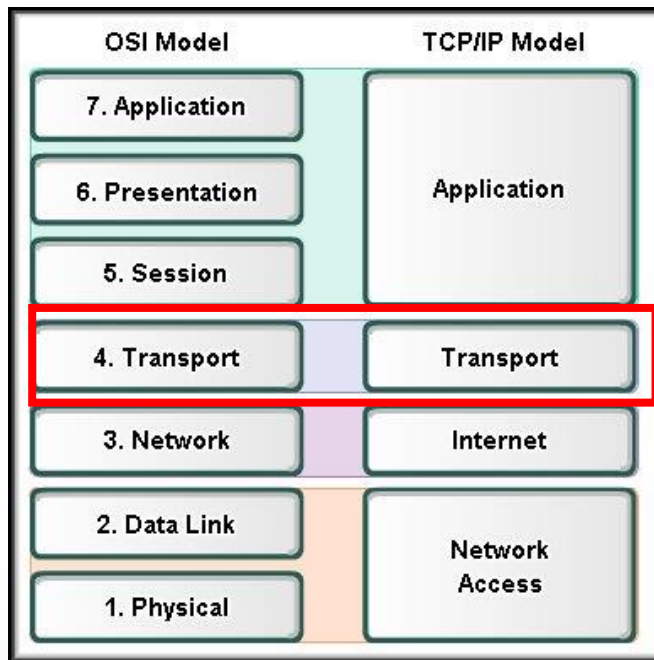 OSI Model
TCP/IP Model
7. Application
6. Presentation
5. Session
Application
4. Transport
Transport
3. Network
Internet
2. Data Link
1. Physical
Network
Access